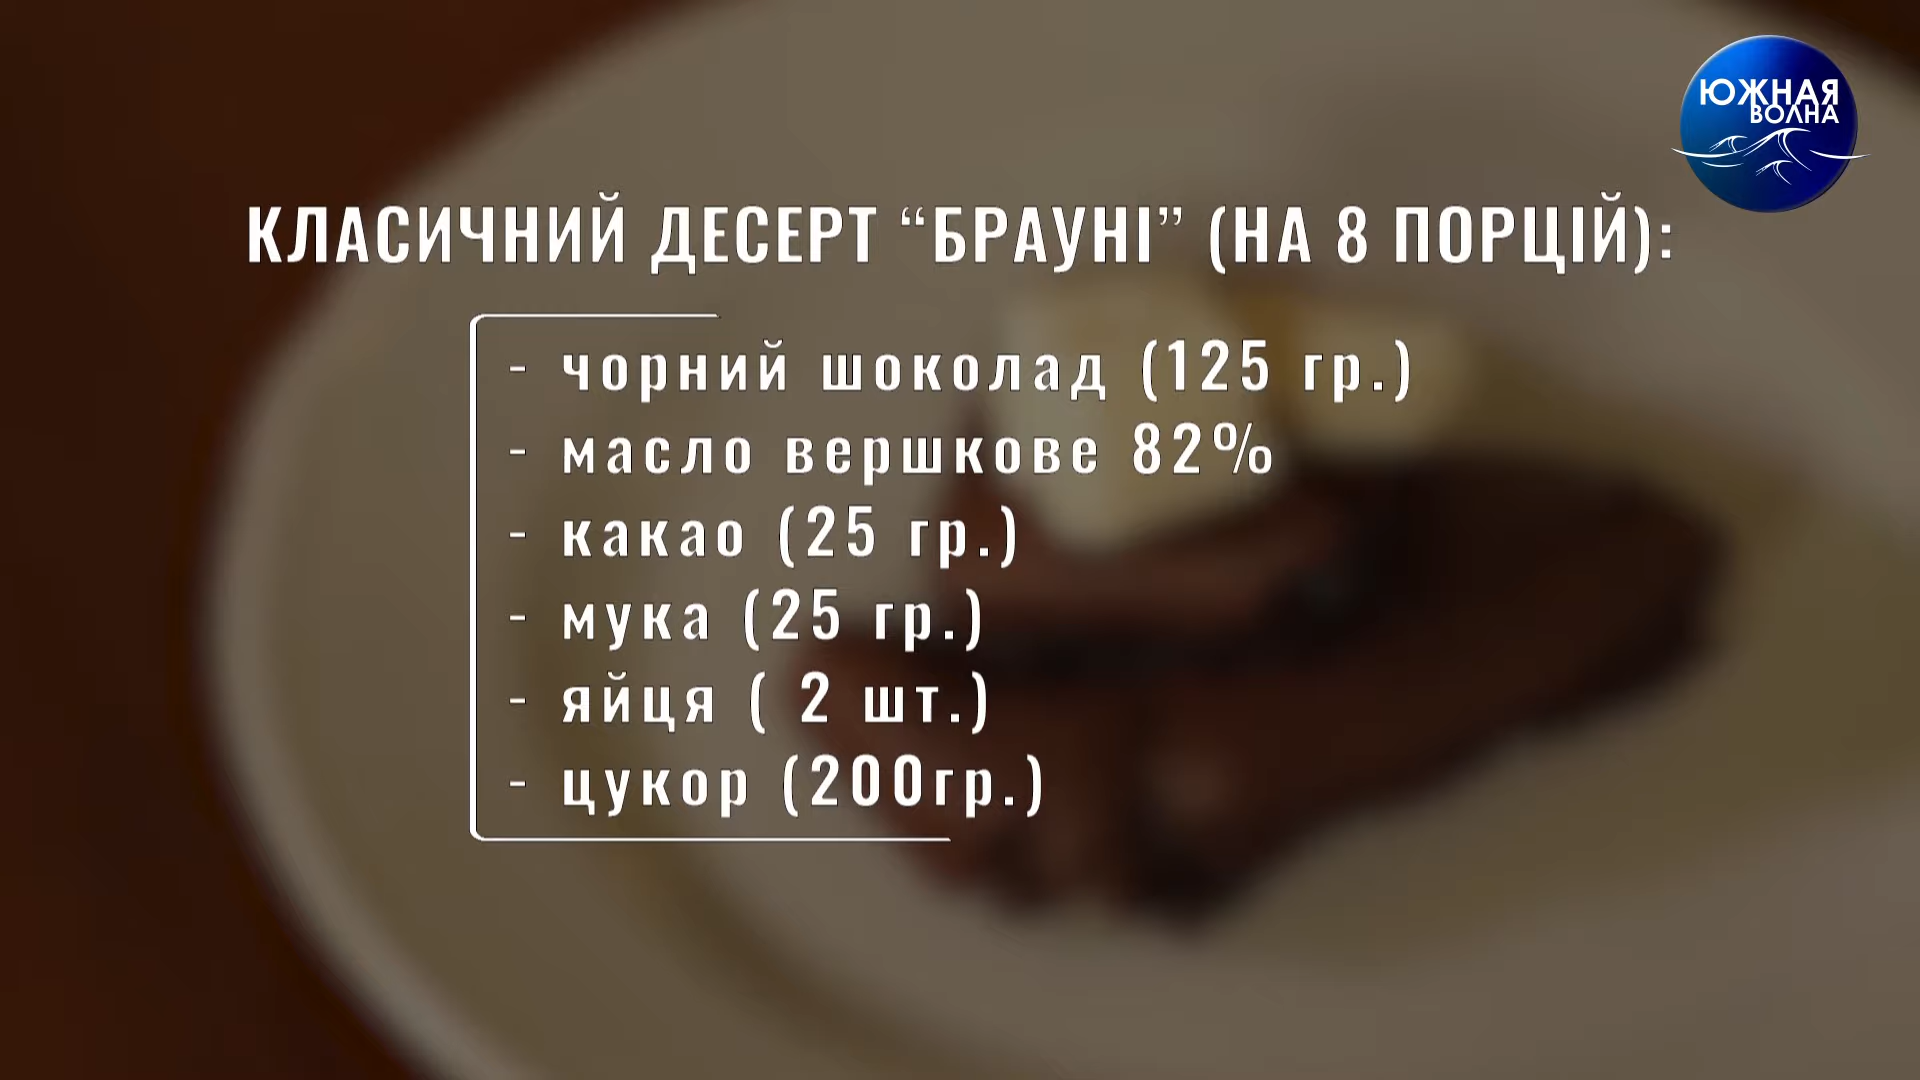 ЮЖНАЯ
ВОЛНА
КЛАСИЧНИЙ ДЕСЕРТ “БРАУНІ” (НА 8 ПОРЦІЙ):
- чорний шоколад (125 гр.)
- масло вершкове 82%
- какао (25 гр.)
- мука (25 гр.)
- яйця ( 2 шт.)
- цукор (200гр.)